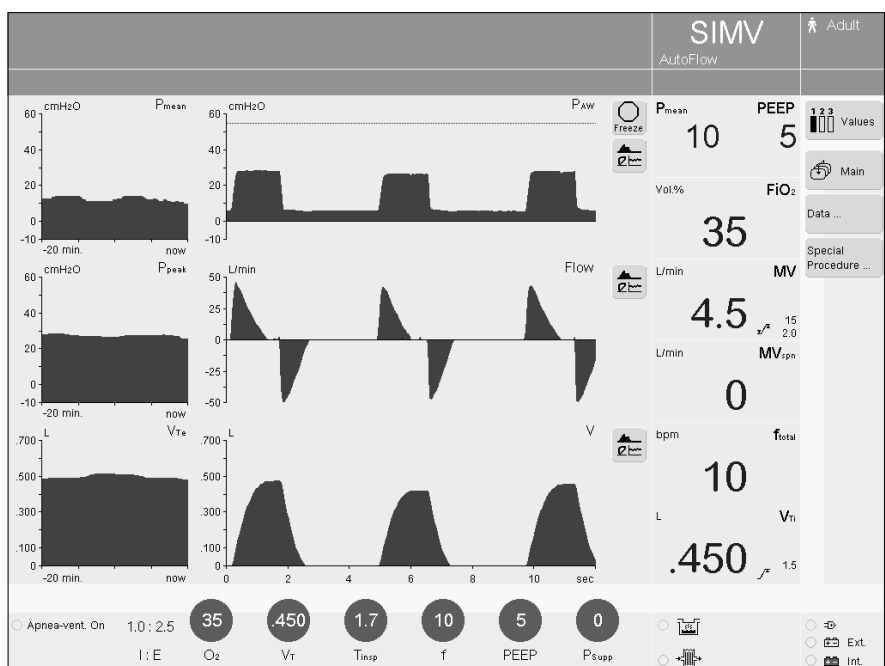 SIMV
AutoFlow
Adult
cmH2O Pmean
60
40
20
0
-10
-20 min. now
cmH2O PAW
60
40
20
0
-10
Freeze
Pmean PEEP
10 5
1 2 3
Values
Main
Data ...
Special
Procedure ...
Vol.% FiO2
35
cmH2O Ppeak
60
40
20
0
-10
-20 min. now
L/min Flow
50
25
0
-25
-50
L/min MV
4.5 15
2.0
L/min MVspn
0
L VTe
.700
.500
.300
.100
0
-20 min. now
L V
.700
.500
.300
.100
0
0 2 4 6 8 10 sec
bpm ftotal
10
L VTi
.450 1.5
Apnea-vent. On 1.0 : 2.5 35 .450 1.7 10 5 0
I : E O2 VT Tinsp f PEEP Psupp
Ext.
Int.